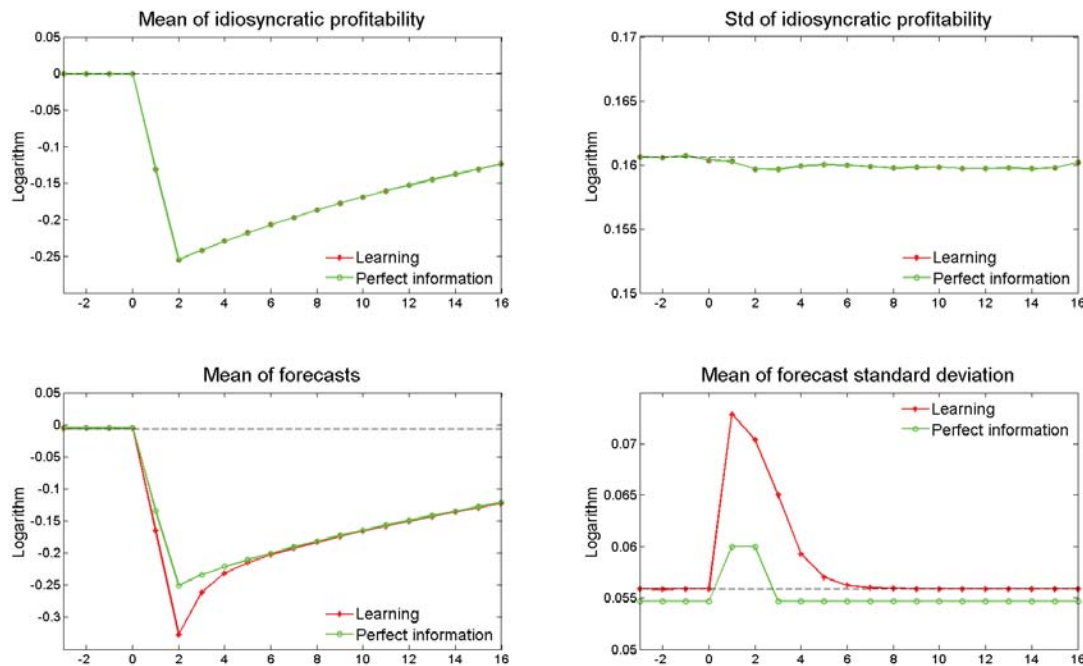 Mean of idiosyncratic profitability
Logarithm
0.05
0
-0.05
-0.1
-0.15
-0.2
-0.25
-2 0 2 4 6 8 10 12 14 16
Learning
Perfect information
Std of idiosyncratic profitability
Logarithm
0.17
0.165
0.16
0.155
0.15
-2 0 2 4 6 8 10 12 14 16
Learning
Perfect information
Mean of forecasts
Logarithm
0.05
0
-0.05
-0.1
-0.15
-0.2
-0.25
-0.3
-2 0 2 4 6 8 10 12 14 16
Learning
Perfect information
Mean of forecast standard deviation
Logarithm
0.07
0.065
0.06
0.055
0.05
-2 0 2 4 6 8 10 12 14 16
Learning
Perfect information